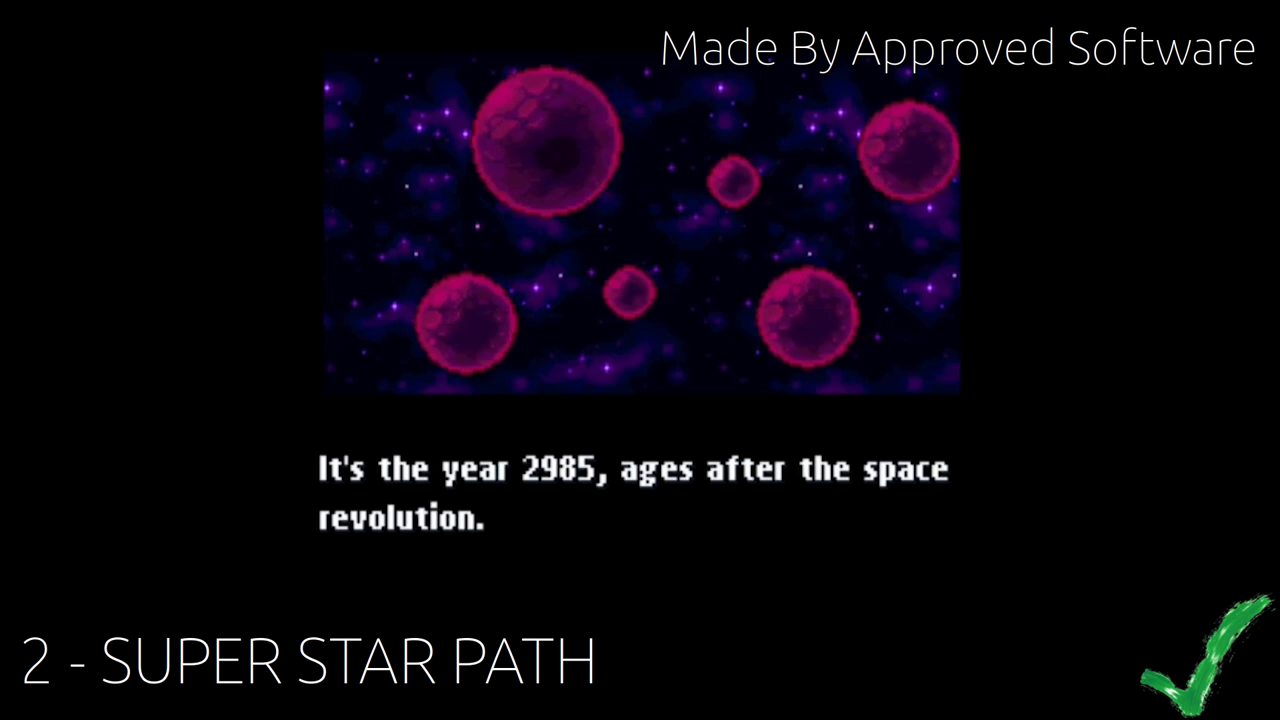 Made By Approved Software
It's the year 2985, ages after the space
revolution.
2 - SUPER STAR PATH